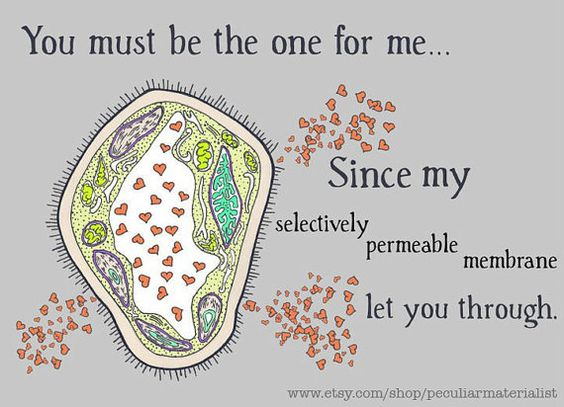 You must be the one for me...
Since my
selectively
permeable
membrane
let you through.
www.etsy.com/shop/peculiarmaterialist